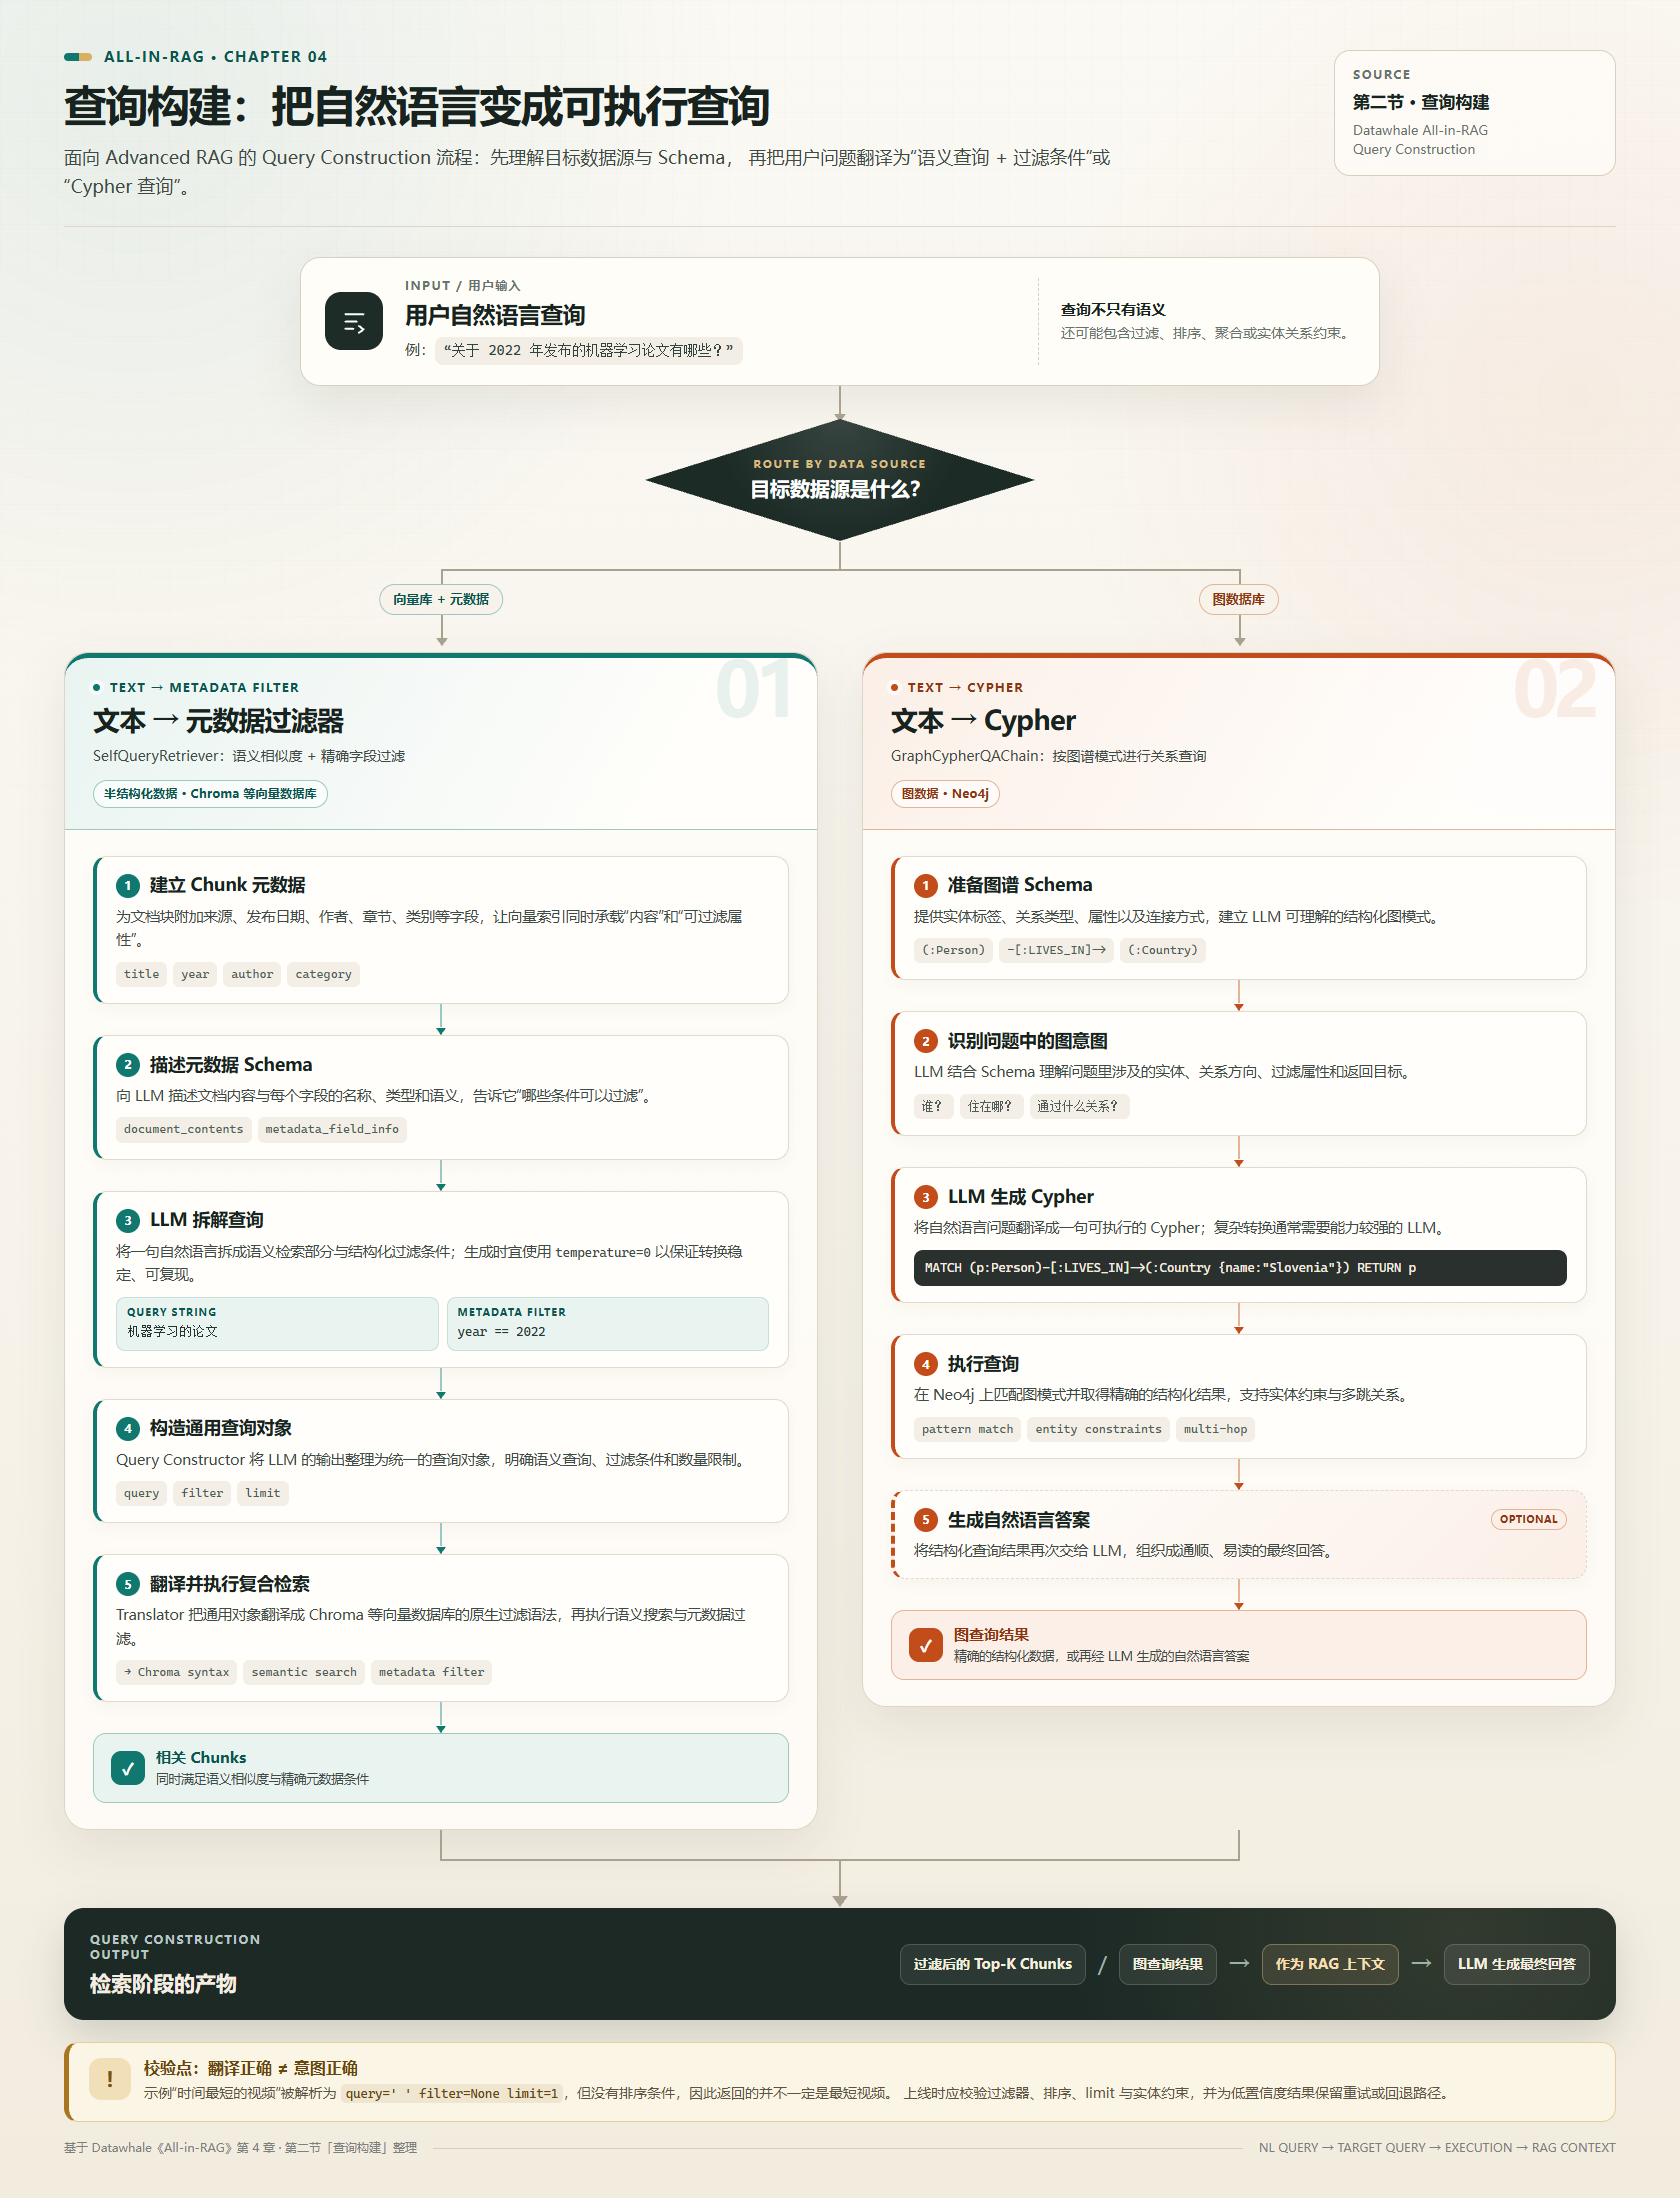 ALL-IN-RAG • CHAPTER 04
查询构建：把自然语言变成可执行查询
面向 Advanced RAG 的 Query Construction 流程：先理解目标数据源与 Schema， 再把用户问题翻译为“语义查询 + 过滤条件”或
“Cypher 查询”。
SOURCE
第二节 • 查询构建
Datawhale All-in-RAG
Query Construction
INPUT / 用户输入
用户自然语言查询
例： “关于 2022 年发布的机器学习论文有哪些？”
查询不只有语义
还可能包含过滤、排序、聚合或实体关系约束。
ROUTE BY DATA SOURCE
目标数据源是什么？
向量库 + 元数据
图数据库
01
TEXT → METADATA FILTER
文本 → 元数据过滤器
SelfQueryRetriever：语义相似度 + 精确字段过滤
半结构化数据 • Chroma 等向量数据库
1 建立 Chunk 元数据
为文档块附加来源、发布日期、作者、章节、类别等字段，让向量索引同时承载“内容”和“可过滤属
性”。
title year author category
2 描述元数据 Schema
向 LLM 描述文档内容与每个字段的名称、类型和语义，告诉它“哪些条件可以过滤”。
document_contents metadata_field_info
3 LLM 拆解查询
将一句自然语言拆成语义检索部分与结构化过滤条件；生成时宜使用 temperature=0 以保证转换稳
定、可复现。
QUERY STRING
机器学习的论文
METADATA FILTER
year == 2022
4 构造通用查询对象
Query Constructor 将 LLM 的输出整理为统一的查询对象，明确语义查询、过滤条件和数量限制。
query filter limit
5 翻译并执行复合检索
Translator 把通用对象翻译成 Chroma 等向量数据库的原生过滤语法，再执行语义搜索与元数据过
滤。
→ Chroma syntax semantic search metadata filter
✓ 相关 Chunks
同时满足语义相似度与精确元数据条件
02
TEXT → CYPHER
文本 → Cypher
GraphCypherQAChain：按图谱模式进行关系查询
图数据 • Neo4j
1 准备图谱 Schema
提供实体标签、关系类型、属性以及连接方式，建立 LLM 可理解的结构化图模式。
(:Person) -[:LIVES_IN]-> (:Country)
2 识别问题中的图意图
LLM 结合 Schema 理解问题里涉及的实体、关系方向、过滤属性和返回目标。
谁？ 住在哪？ 通过什么关系？
3 LLM 生成 Cypher
将自然语言问题翻译成一句可执行的 Cypher；复杂转换通常需要能力较强的 LLM。
MATCH (p:Person)-[:LIVES_IN]->(:Country {name:"Slovenia"}) RETURN p
4 执行查询
在 Neo4j 上匹配图模式并取得精确的结构化结果，支持实体约束与多跳关系。
pattern match entity constraints multi-hop
5 生成自然语言答案 OPTIONAL
将结构化查询结果再次交给 LLM，组织成通顺、易读的最终回答。
✓ 图查询结果
精确的结构化数据，或再经 LLM 生成的自然语言答案
QUERY CONSTRUCTION
OUTPUT
检索阶段的产物
过滤后的 Top-K Chunks / 图查询结果 → 作为 RAG 上下文 → LLM 生成最终回答
! 校验点：翻译正确 ≠ 意图正确
示例“时间最短的视频”被解析为 query=' ' filter=None limit=1，但没有排序条件，因此返回的并不一定是最短视频。 上线时应校验过滤器、排序、limit 与实体约束，并为低置信度结果保留重试或回退路径。
基于 Datawhale《All-in-RAG》第 4 章 · 第二节「查询构建」整理
NL QUERY → TARGET QUERY → EXECUTION → RAG CONTEXT